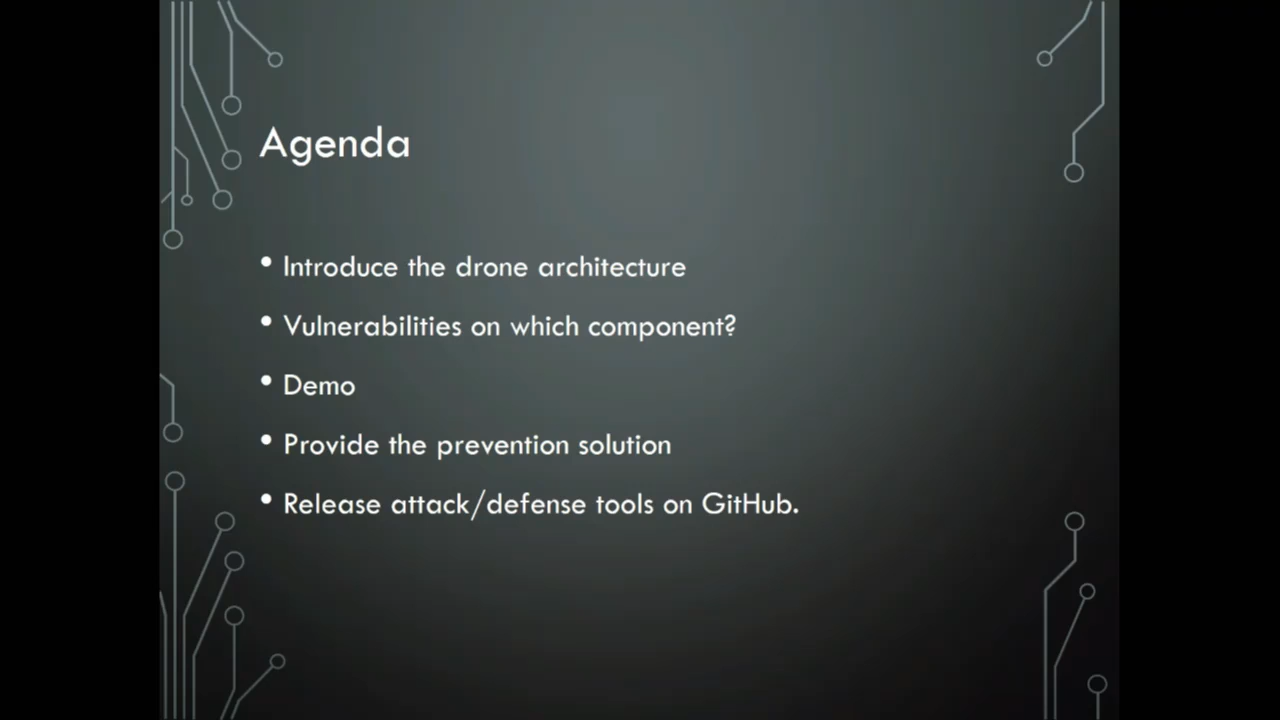 Agenda
• Introduce the drone architecture
• Vulnerabilities on which component?
• Demo
• Provide the prevention solution
• Release attack/defense tools on GitHub.